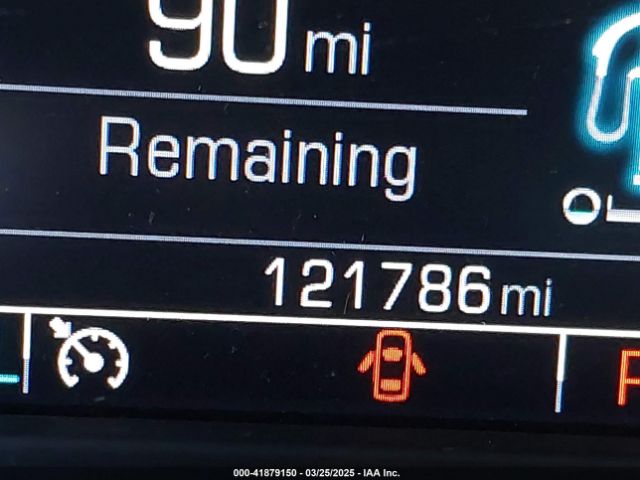 90 mi
Remaining
121786 mi
000-41879150 - 03/25/2025 - IAA Inc.